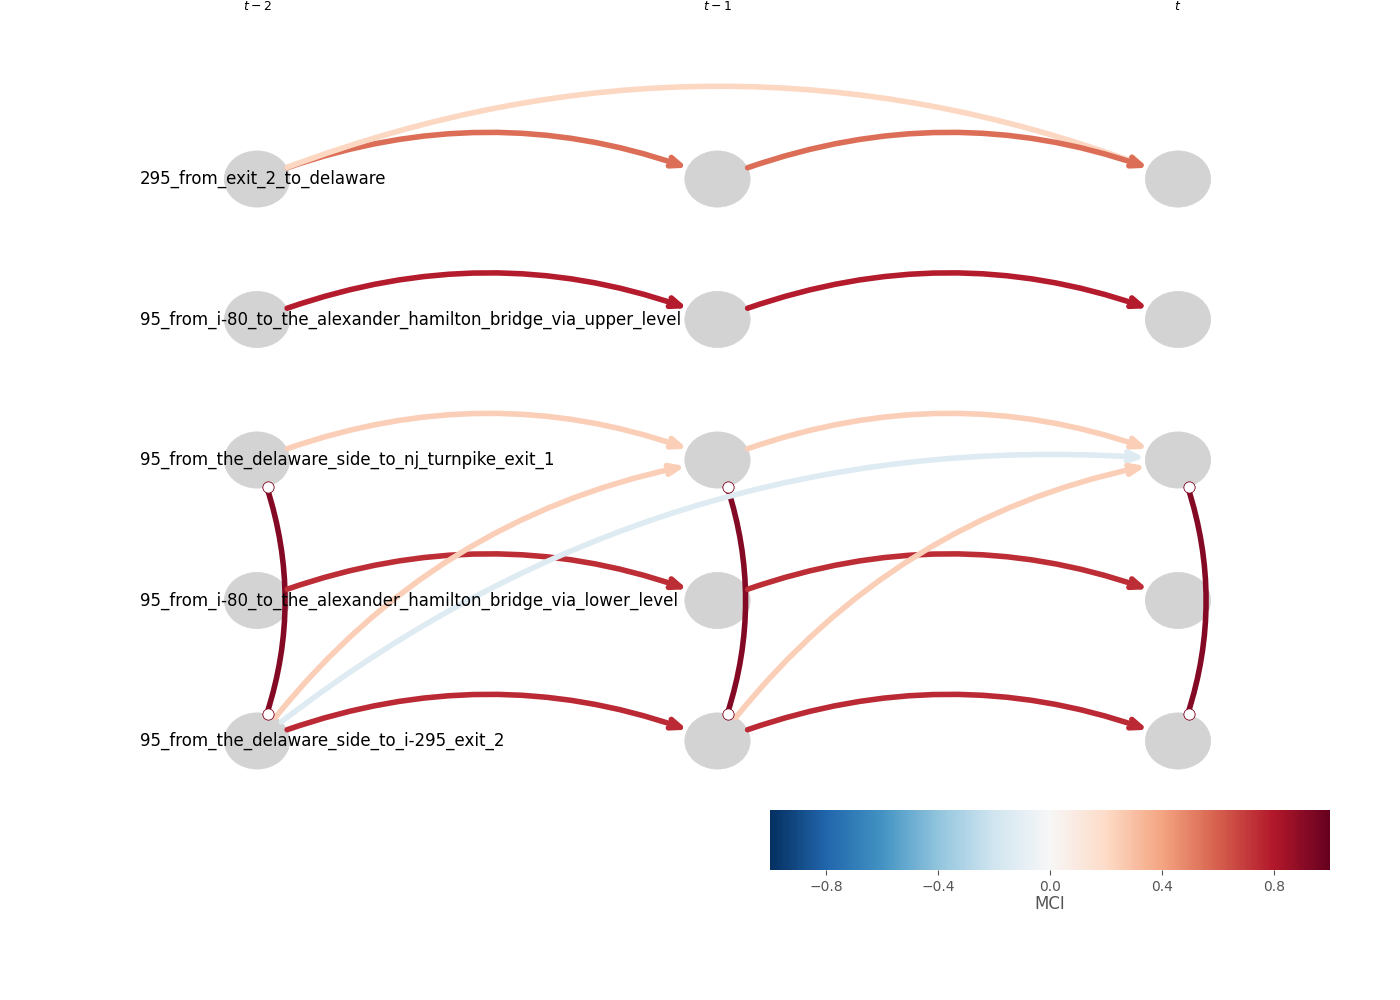 t − 2 t − 1 t
295_from_exit_2_to_delaware
95_from_i-80_to_the_alexander_hamilton_bridge_via_upper_level
95_from_the_delaware_side_to_nj_turnpike_exit_1
95_from_i-80_to_the_alexander_hamilton_bridge_via_lower_level
95_from_the_delaware_side_to_i-295_exit_2
−0.8 −0.4 0.0 0.4 0.8
MCI